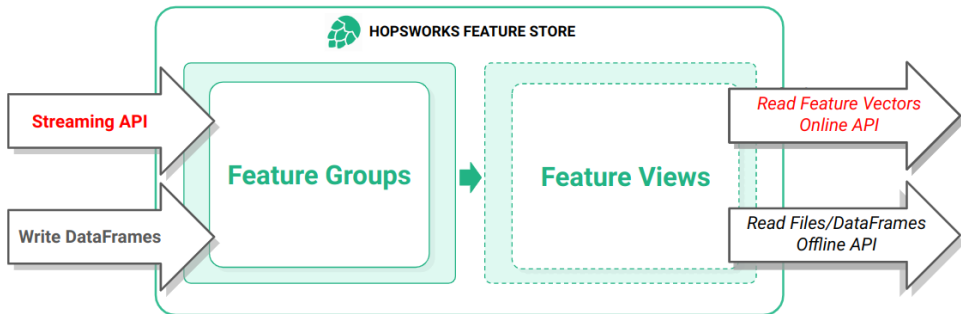 HOPSWORKS FEATURE STORE
Streaming API
Write DataFrames
Feature Groups
Feature Views
Read Feature Vectors
Online API
Read Files/DataFrames
Offline API